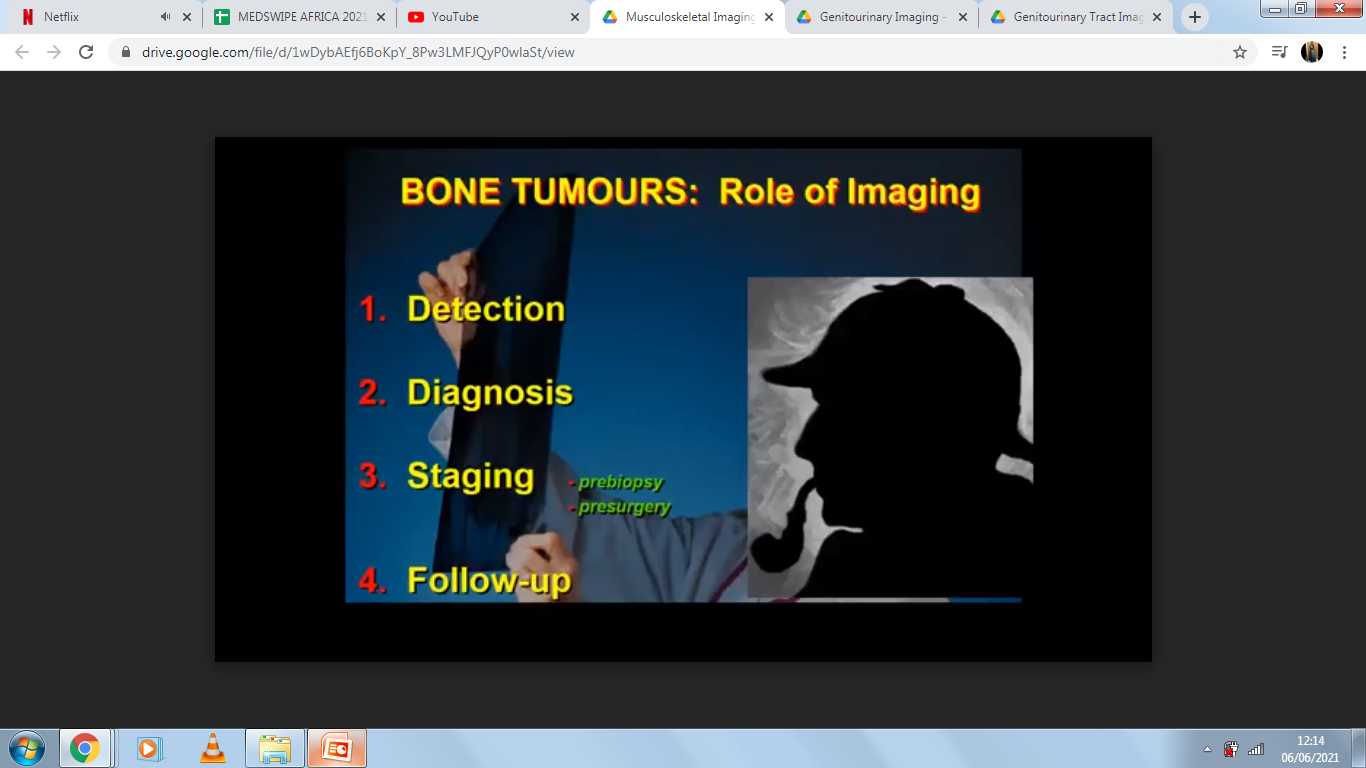 Netflix
MEDSWIPE AFRICA 2021
YouTube
Musculoskeletal Imaging
Genitourinary Imaging -
Genitourinary Tract Imag
drive.google.com/file/d/1wDybAEfj6BoKpY_8Pw3LMFJQyP0wlaSt/view
BONE TUMOURS: Role of Imaging
1. Detection
2. Diagnosis
3. Staging - prebiopsy
- presurgery
4. Follow-up
12:14
06/06/2021